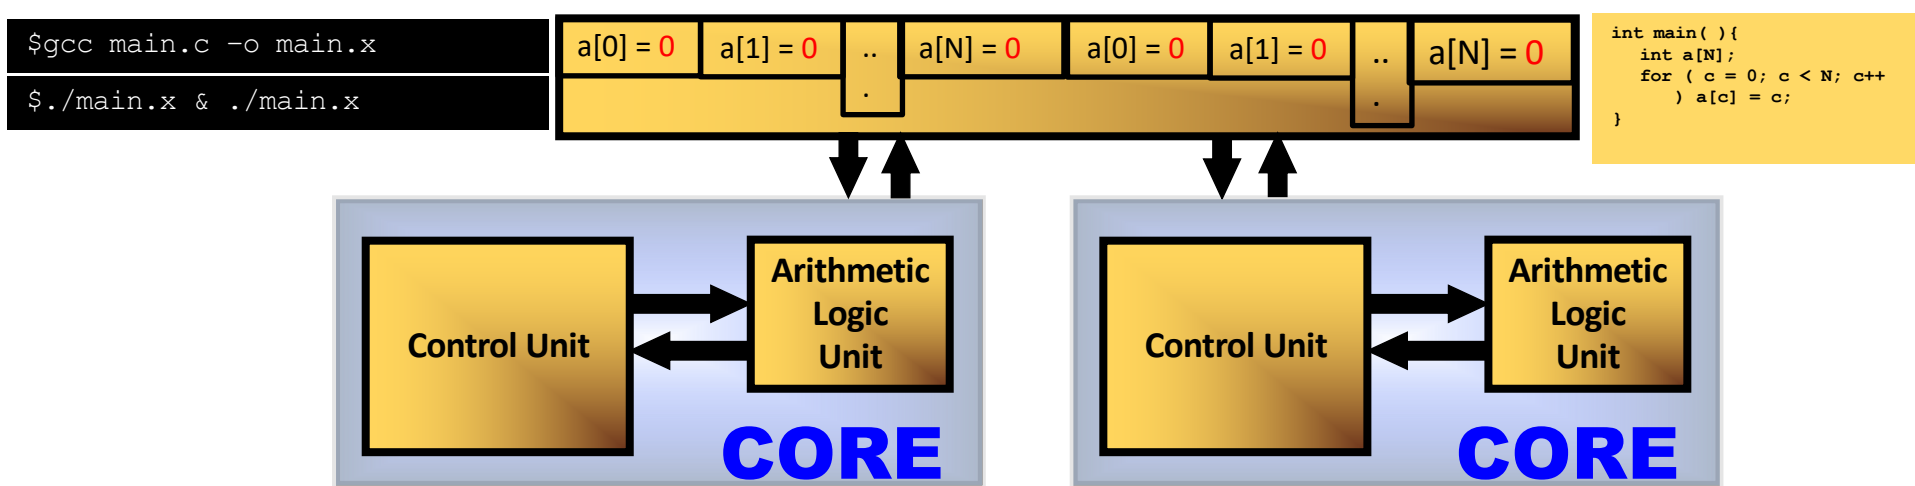 $gcc main.c –o main.x
$./main.x & ./main.x
a[0] = 0
a[1] = 0
..
.
a[N] = 0
a[0] = 0
a[1] = 0
..
.
a[N] = 0
int main( ){
int a[N];
for ( c = 0; c < N; c++
) a[c] = c;
}
Control Unit
Arithmetic
Logic
Unit
CORE
Control Unit
Arithmetic
Logic
Unit
CORE